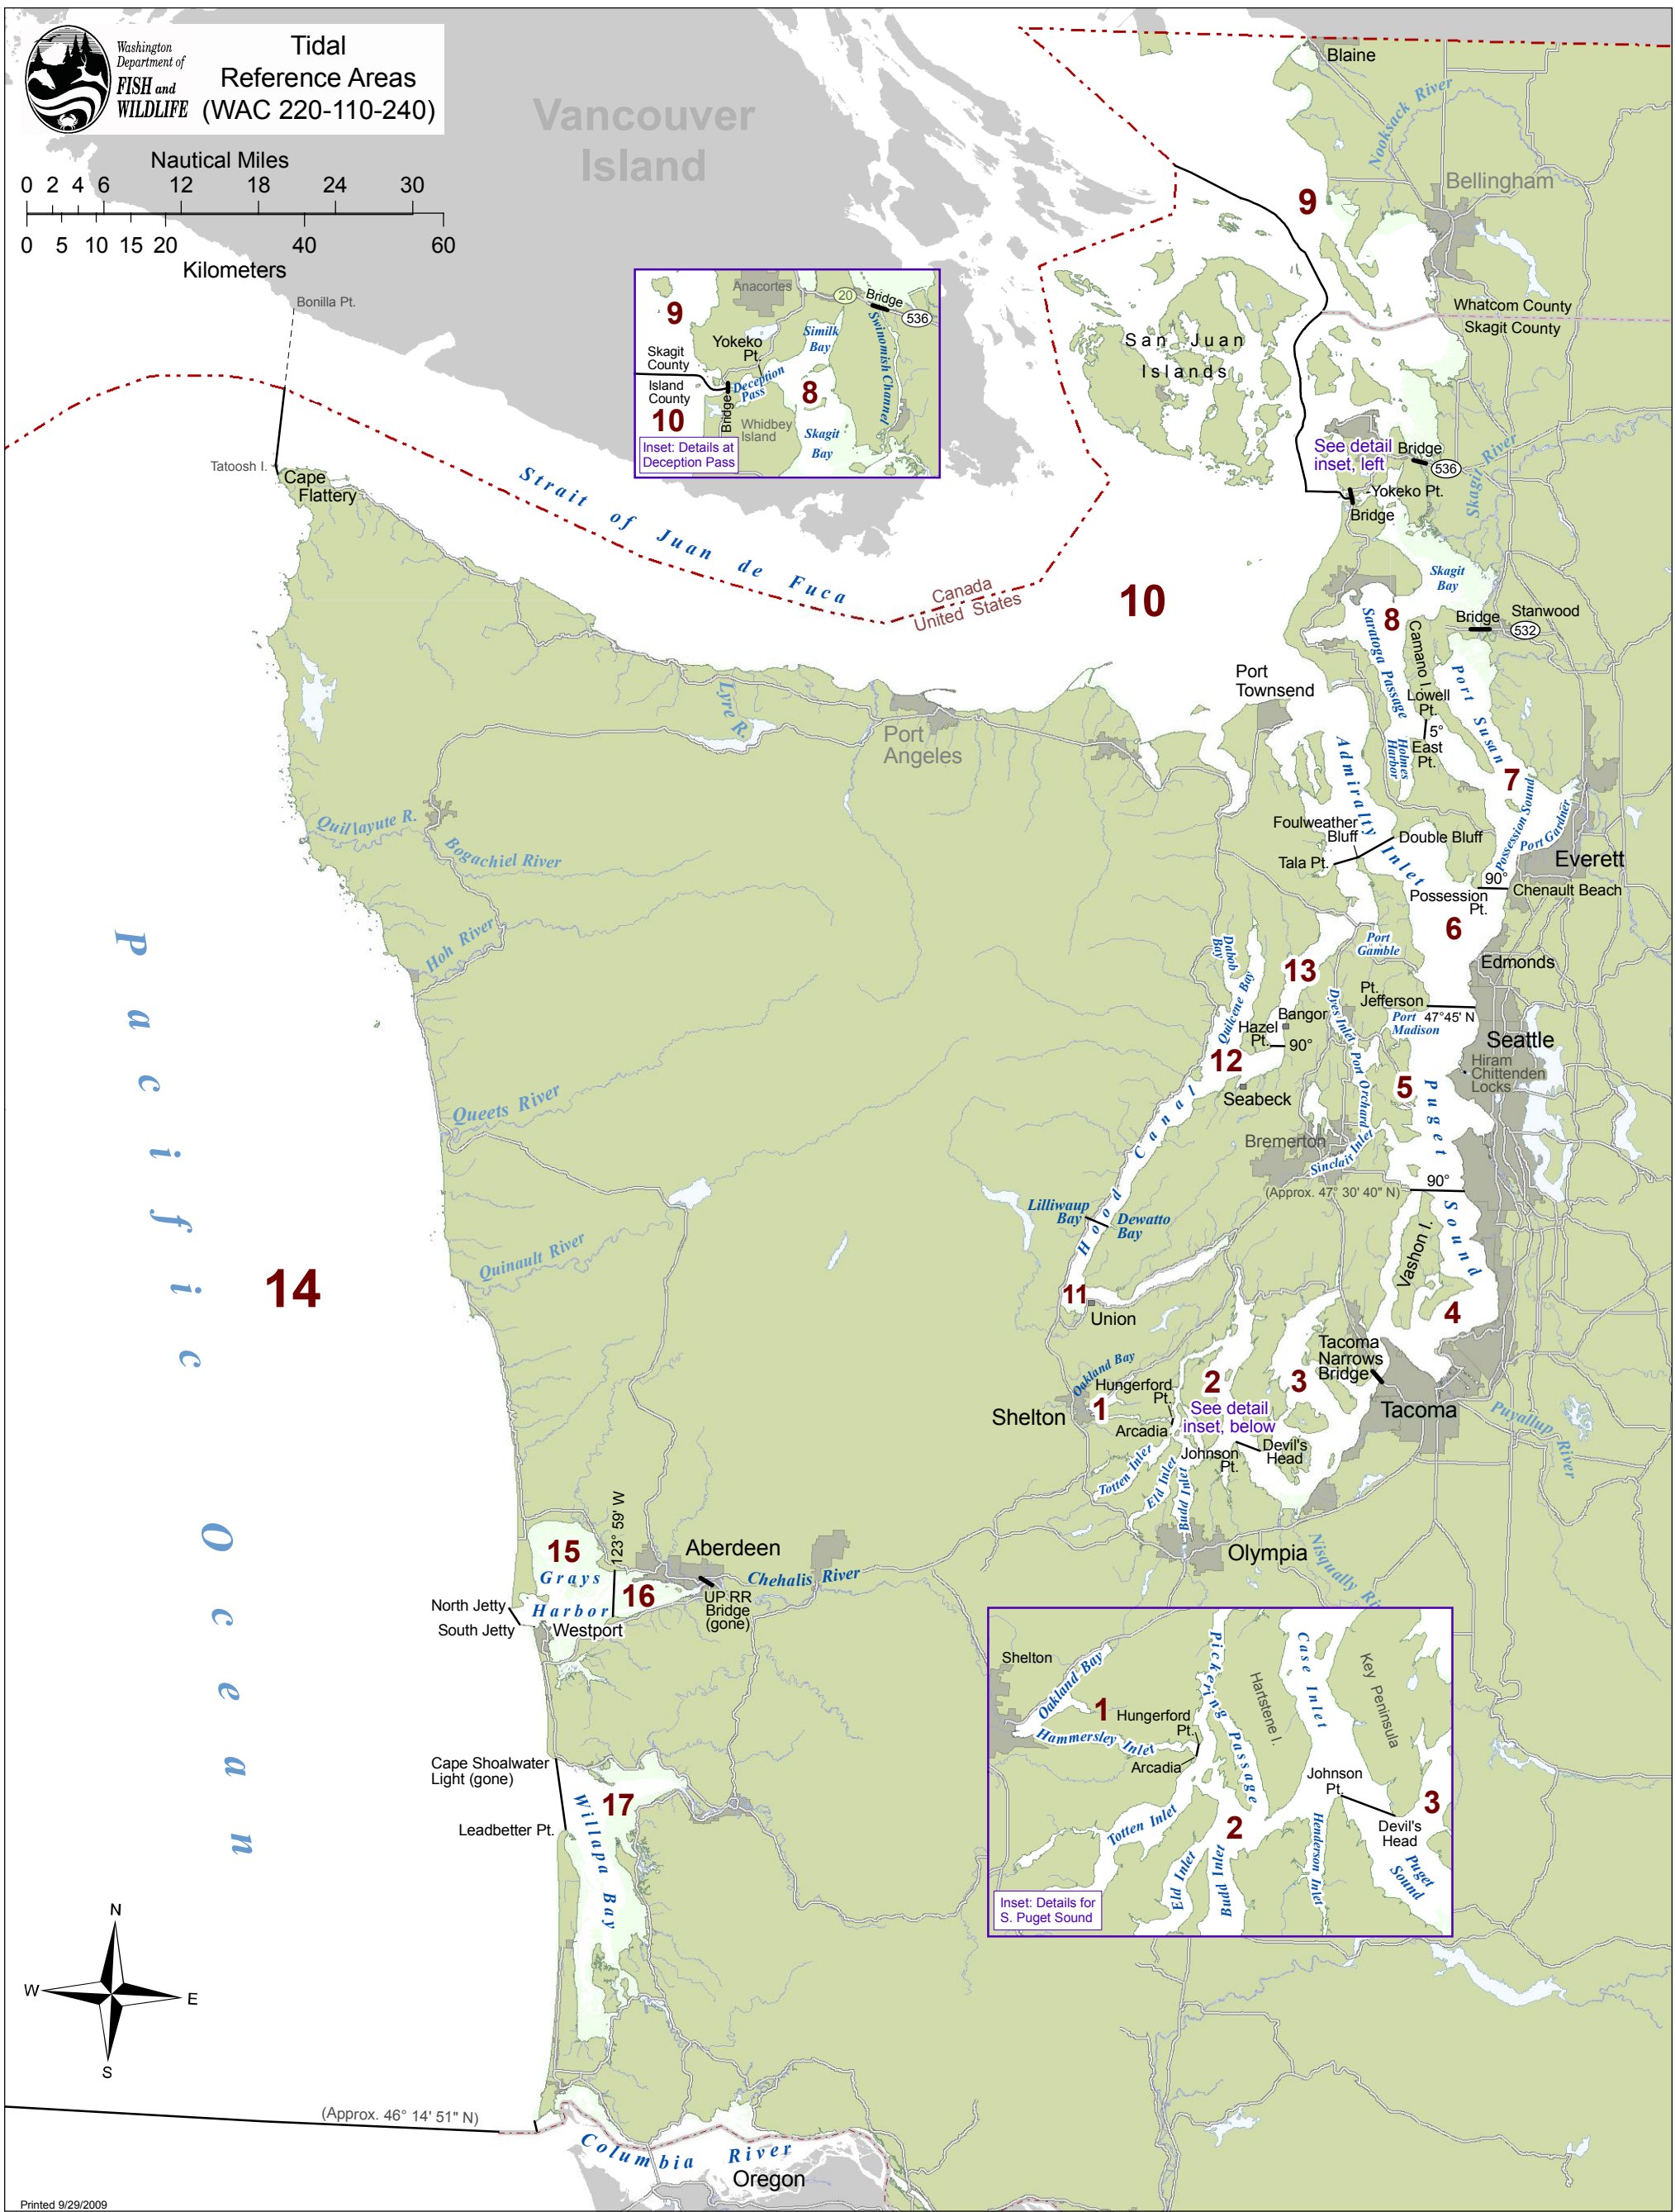 Washington
Department of
FISH and
WILDLIFE
Tidal
Reference Areas
(WAC 220-110-240)
Nautical Miles
0 2 4 6 12 18 24 30
0 5 10 15 20 40 60
Kilometers
Vancouver
Island
Blaine
Nooksack River
Bellingham
9
Whatcom County
Skagit County
San Juan
Islands
Bonilla Pt.
Tatoosh I.
Cape
Flattery
9
Anacortes
20
Bridge
536
Similk
Bay
Swinomish Channel
Yokeko
Pt.
Skagit
County
Island
County
10
Deception
Pass
Bridge
8
Whidbey
Island
Skagit
Bay
Inset: Details at
Deception Pass
See detail
inset, left
Bridge
536
Skagit River
Yokeko Pt.
Bridge
Strait of Juan de Fuca
Canada
United States
10
Skagit
Bay
8
Bridge
Stanwood
532
Saratoga Passage
Camano I.
Port Susan
Lowell
Pt.
5°
East
Pt.
Holmes
Harbor
7
Possession Sound
Port Gardner
Everett
Port
Townsend
Lyre R.
Port
Angeles
Admiralty
Inlet
Foulweather
Bluff
Double Bluff
Tala Pt.
90°
Chenault Beach
Possession
Pt.
6
Quillayute R.
Bogachiel River
Hoh River
Dabob
Bay
Quilcene Bay
13
Port
Gamble
Edmonds
Pt.
Jefferson
47°45' N
Port
Madison
Dyes Inlet
Bangor
Hazel
Pt.
90°
Seattle
Hiram
Chittenden
Locks
12
Seabeck
Port Orchard
5
Puget
Sound
Queets River
Hood Canal
Bremerton
Sinclair Inlet
90°
(Approx. 47° 30' 40" N)
Lilliwaup
Bay
Dewatto
Bay
Vashon I.
Quinault River
Pacific Ocean
14
11
Union
4
Tacoma
Narrows
Bridge
Oakland Bay
Hungerford
Pt.
2
3
Shelton
1
See detail
inset, below
Tacoma
Puyallup
River
Arcadia
Johnson
Pt.
Devil's
Head
Totten Inlet
Eld Inlet
Budd Inlet
Olympia
Nisqually Riv
123° 59' W
15
Grays
Harbor
Aberdeen
16
Chehalis River
UP RR
Bridge
(gone)
North Jetty
South Jetty
Westport
Shelton
Oakland Bay
1
Hungerford
Pt.
Hammersley Inlet
Arcadia
Pickering Passage
Hartstene I.
Case Inlet
Key Peninsula
Johnson
Pt.
3
Devil's
Head
Totten Inlet
2
Eld Inlet
Budd Inlet
Henderson Inlet
Puget
Sound
Inset: Details for
S. Puget Sound
Cape Shoalwater
Light (gone)
17
Leadbetter Pt.
Willapa Bay
N
W
E
S
(Approx. 46° 14' 51" N)
Columbia River
Oregon
Printed 9/29/2009